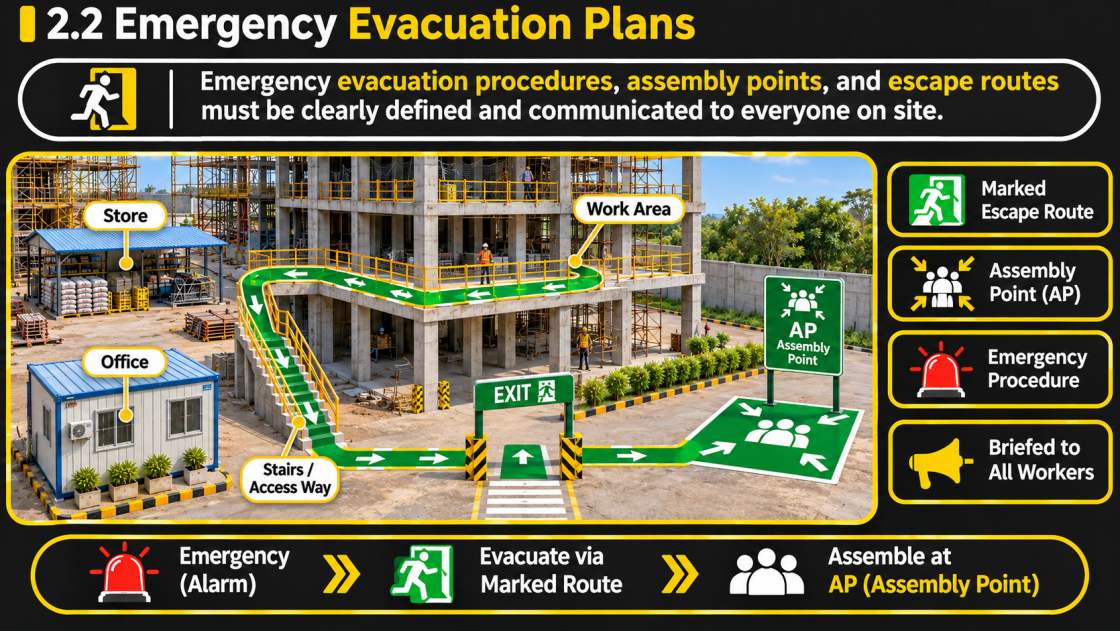 2.2 Emergency Evacuation Plans
Emergency evacuation procedures, assembly points, and escape routes
must be clearly defined and communicated to everyone on site.
Store
Work Area
Office
Stairs /
Access Way
EXIT
AP
Assembly
Point
Marked
Escape Route
Assembly
Point (AP)
Emergency
Procedure
Briefed to
All Workers
Emergency
(Alarm)
Evacuate via
Marked Route
Assemble at
AP (Assembly Point)